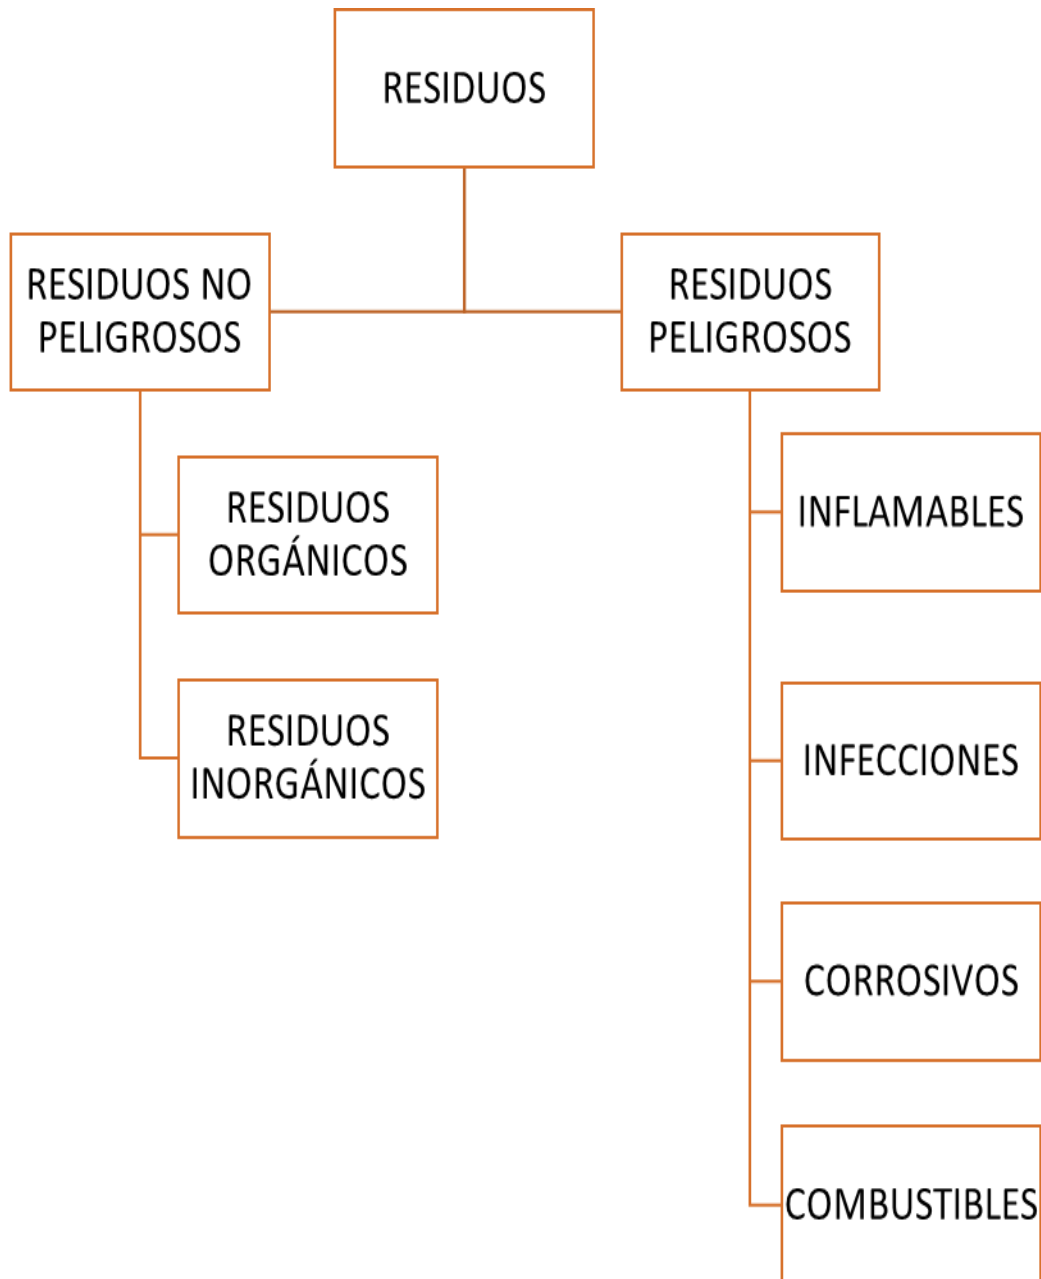 RESIDUOS
RESIDUOS NO
PELIGROSOS
RESIDUOS
ORGÁNICOS
RESIDUOS
INORGÁNICOS
RESIDUOS
PELIGROSOS
INFLAMABLES
INFECCIONES
CORROSIVOS
COMBUSTIBLES